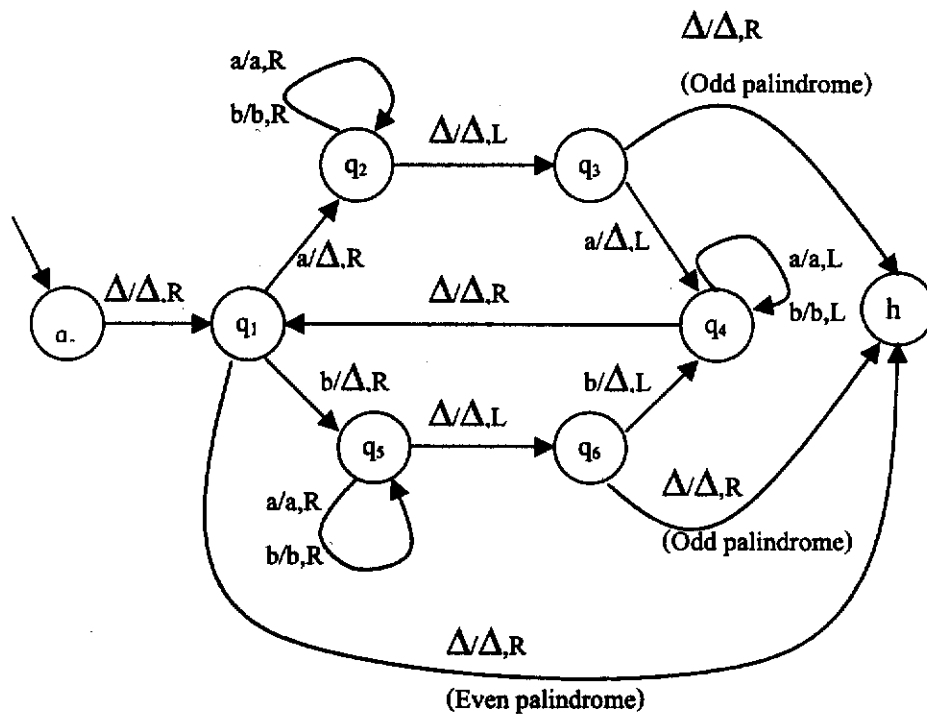 Δ/Δ,R
(Odd palindrome)
a/a,R
b/b,R
Δ/Δ,L
q₂
q₃
a/Δ,R
a/Δ,L
a/a,L
b/b,L
Δ/Δ,R
q₁
Δ/Δ,R
q₄
h
b/Δ,R
b/Δ,L
Δ/Δ,L
q₅
q₆
a/a,R
b/b,R
Δ/Δ,R
(Odd palindrome)
Δ/Δ,R
(Even palindrome)